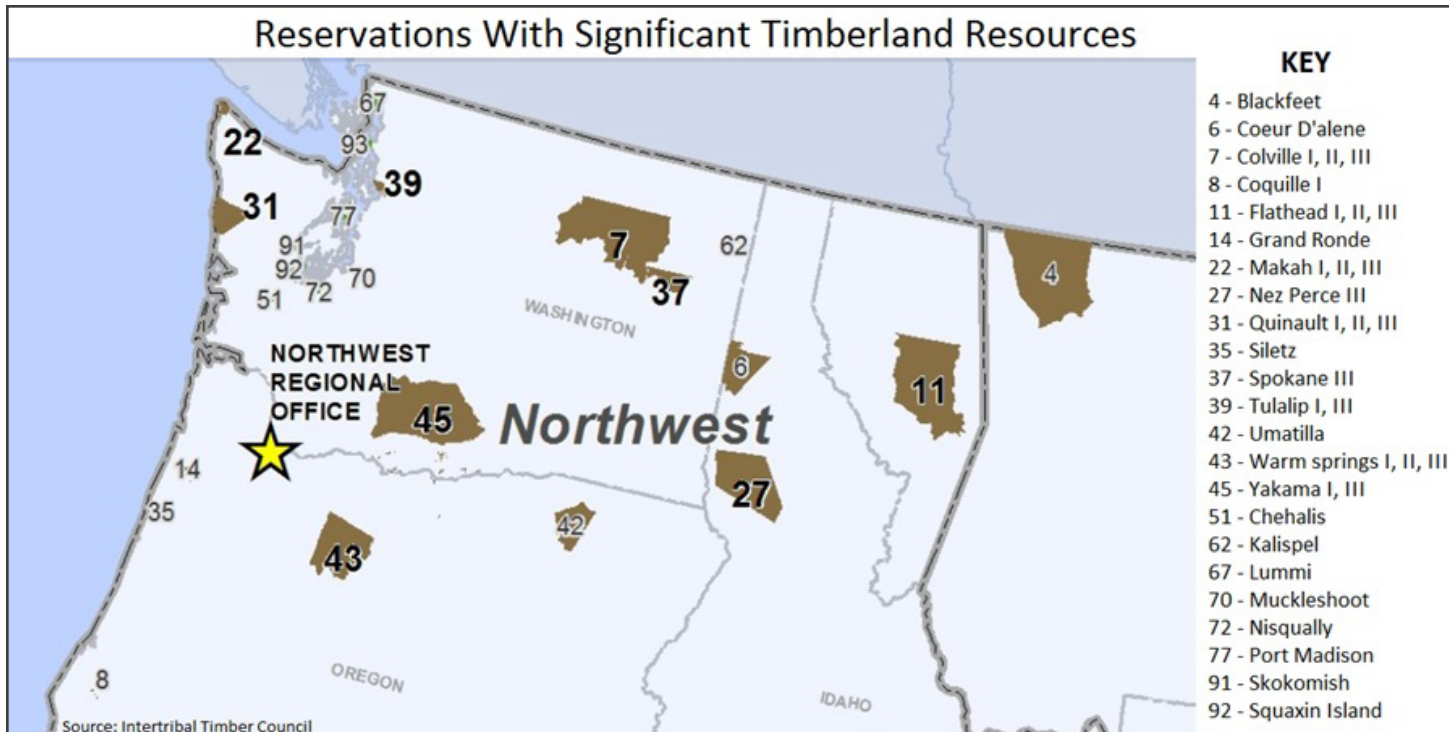 Reservations With Significant Timberland Resources
KEY
4 - Blackfeet
6 - Coeur D'alene
7 - Colville I, II, III
8 - Coquille I
11 - Flathead I, II, III
14 - Grand Ronde
22 - Makah I, II, III
27 - Nez Perce III
31 - Quinault I, II, III
35 - Siletz
37 - Spokane III
39 - Tulalip I, III
42 - Umatilla
43 - Warm springs I, II, III
45 - Yakama I, III
51 - Chehalis
62 - Kalispel
67 - Lummi
70 - Muckleshoot
72 - Nisqually
77 - Port Madison
91 - Skokomish
92 - Squaxin Island
67
22
93
39
31
77
91
92
70
51
72
7
62
37
4
WASHINGTON
NORTHWEST
REGIONAL
OFFICE
6
11
45
Northwest
14
27
35
42
43
8
OREGON
IDAHO
Source: Intertribal Timber Council